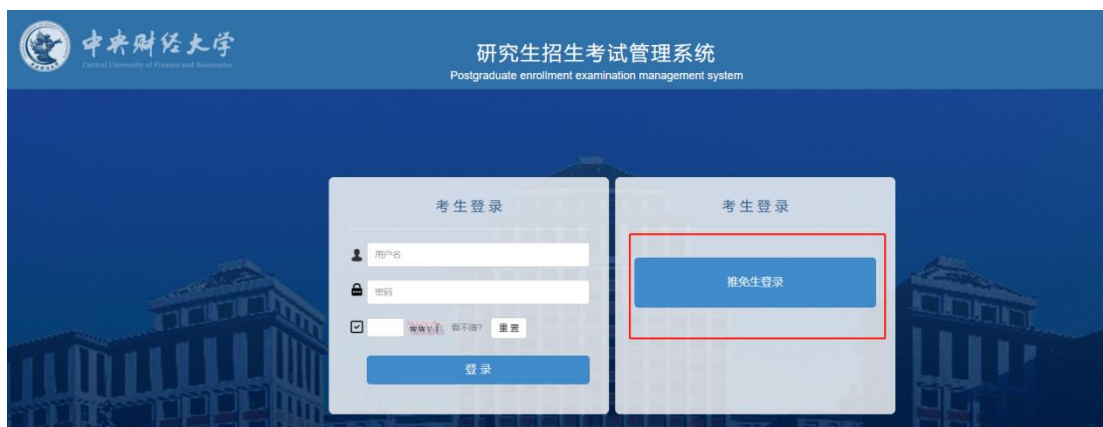 中央财经大学
Central University of Finance and Economics
研究生招生考试管理系统
Postgraduate enrollment examination management system
考生登录
用户名
密码
看不清? 重置
登录
考生登录
推免生登录